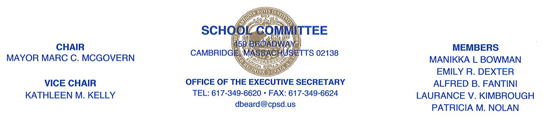 SCHOOL COMMITTEE
459 BROADWAY
CAMBRIDGE, MASSACHUSETTS 02138
CHAIR
MAYOR MARC C. MCGOVERN
VICE CHAIR
KATHLEEN M. KELLY
OFFICE OF THE EXECUTIVE SECRETARY
TEL: 617-349-6620 • FAX: 617-349-6624
dbeard@cpsd.us
MEMBERS
MANIKKA L BOWMAN
EMILY R. DEXTER
ALFRED B. FANTINI
LAURANCE V. KIMBROUGH
PATRICIA M. NOLAN